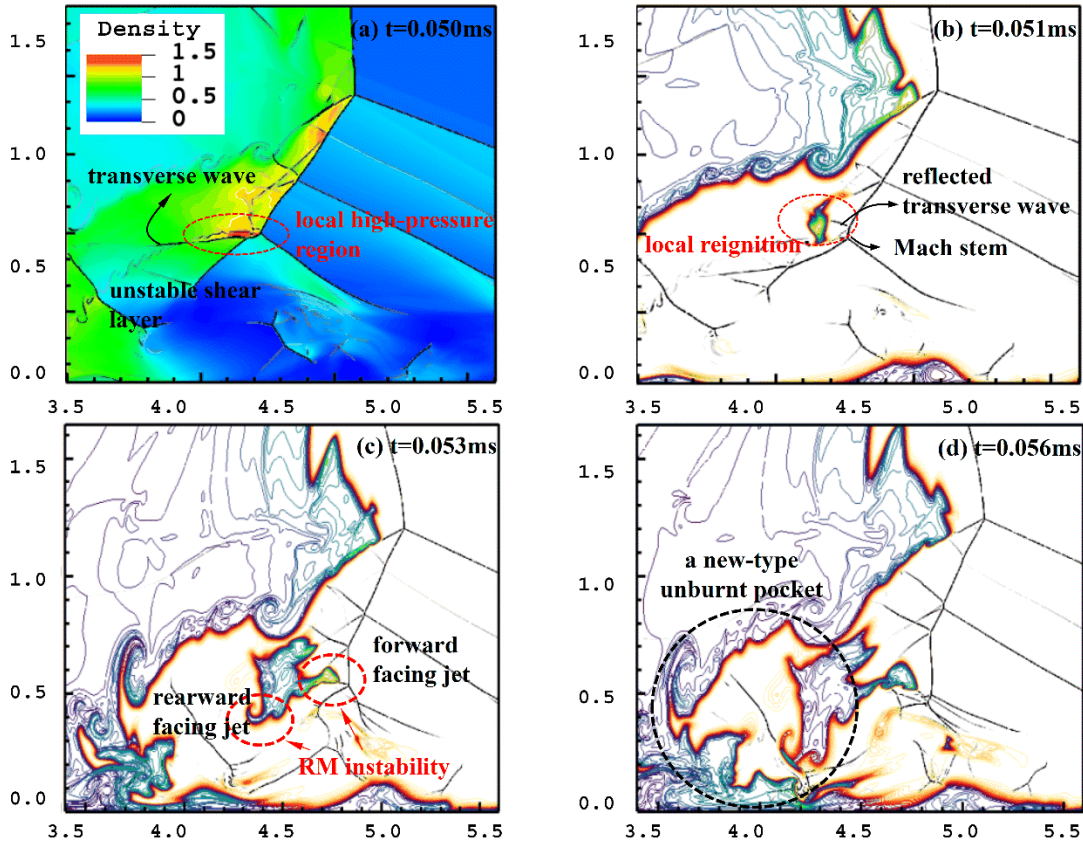 Density
1.5
1
0.5
0
(a) t=0.050ms
1.5
1.0
0.5
0.0
transverse wave
local high-pressure
region
unstable shear
layer
3.5 4.0 4.5 5.0 5.5
(b) t=0.051ms
1.5
1.0
0.5
0.0
reflected
transverse wave
local reignition
Mach stem
3.5 4.0 4.5 5.0 5.5
(c) t=0.053ms
1.5
1.0
0.5
0.0
forward
facing jet
rearward
facing jet
RM instability
3.5 4.0 4.5 5.0 5.5
(d) t=0.056ms
1.5
1.0
0.5
0.0
a new-type
unburnt pocket
3.5 4.0 4.5 5.0 5.5